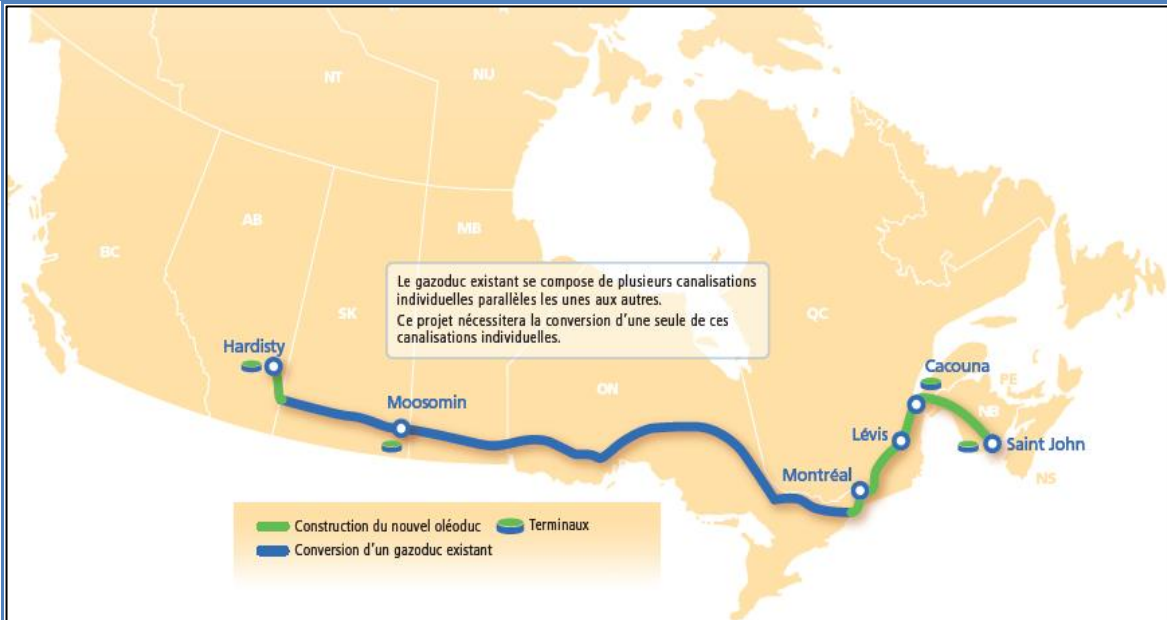 NT
NU
AB
BC
MB
SK
QC
ON
PE
NB
NS
Le gazoduc existant se compose de plusieurs canalisations
individuelles parallèles les unes aux autres.
Ce projet nécessitera la conversion d'une seule de ces
canalisations individuelles.
Hardisty
Moosomin
Cacouna
Lévis
Saint John
Montréal
Construction du nouvel oléoduc
Terminaux
Conversion d'un gazoduc existant